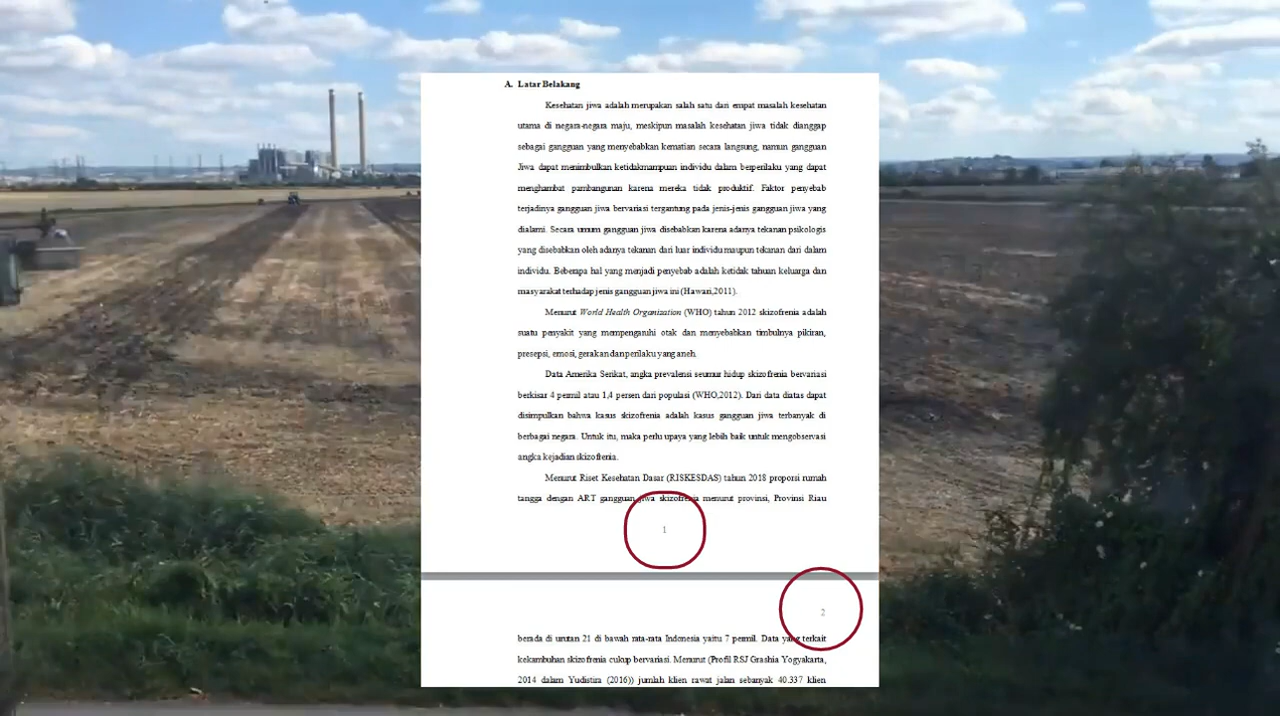 A. Latar Belakang
Kesehatan jiwa adalah merupakan salah satu dari empat masalah kesehatan
utama di negara-negara maju, meskipun masalah kesehatan jiwa tidak dianggap
sebagai gangguan yang menyebabkan kematian secara langsung, namun gangguan
Jiwa dapat menimbulkan ketidakmampuan individu dalam berperilaku yang dapat
menghambat pambangunan karena mereka tidak produktif. Faktor penyebab
terjadinya gangguan jiwa bervariasi tergantung pada jenis-jenis gangguan jiwa yang
dialami. Secara umum gangguan jiwa disebabkan karena adanya tekanan psikologis
yang disebabkan oleh adanya tekanan dari luar individu maupun tekanan dari dalam
individu. Beberapa hal yang menjadi penyebab adalah ketidak tahuan keluarga dan
masyarakat terhadap jenis gangguan jiwa ini (Hawari,2011).
Menurut World Health Organization (WHO) tahun 2012 skizofrenia adalah
suatu penyakit yang mempengaruhi otak dan menyebabkan timbulnya pikiran,
presepsi, emosi, gerakan dan perilaku yang aneh.
Data Amerika Serikat, angka prevalensi seumur hidup skizofrenia bervariasi
berkisar 4 permil atau 1,4 persen dari populasi (WHO,2012). Dari data diatas dapat
disimpulkan bahwa kasus skizofrenia adalah kasus gangguan jiwa terbanyak di
berbagai negara. Untuk itu, maka perlu upaya yang lebih baik untuk mengobservasi
angka kejadian skizofrenia.
Menurut Riset Kesehatan Dasar (RISKESDAS) tahun 2018 proporsi rumah
tangga dengan ART gangguan jiwa skizofrenia menurut provinsi, Provinsi Riau
1
2
berada di urutan 21 di bawah rata-rata Indonesia yaitu 7 permil. Data yang terkait
kekambuhan skizofrenia cukup bervariasi. Menurut (Profil RSJ Grashia Yogyakarta,
2014 dalam Yudistira (2016)) jumlah klien rawat jalan sebanyak 40.337 klien